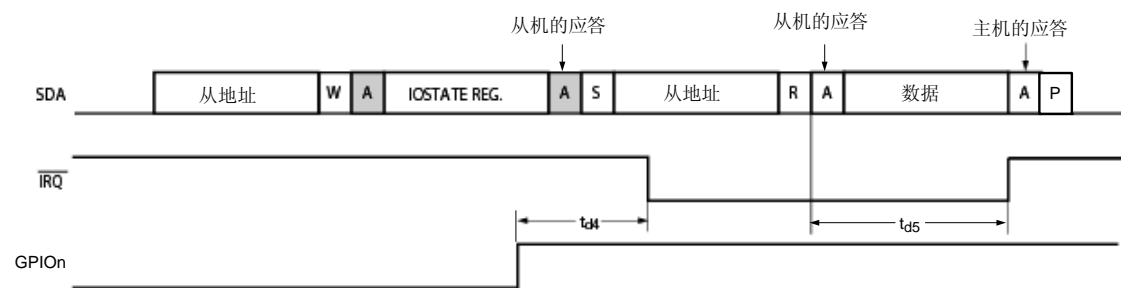 从机的应答 从机的应答 主机的应答
SDA 从地址 W A IOSTATE REG. A S 从地址 R A 数据 A P
IRQ
td4 td5
GPIOn